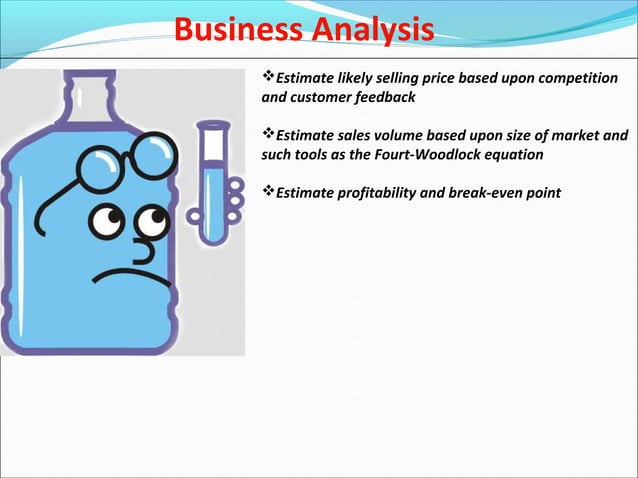 Business Analysis
❖Estimate likely selling price based upon competition
and customer feedback
❖Estimate sales volume based upon size of market and
such tools as the Fourt-Woodlock equation
❖Estimate profitability and break-even point